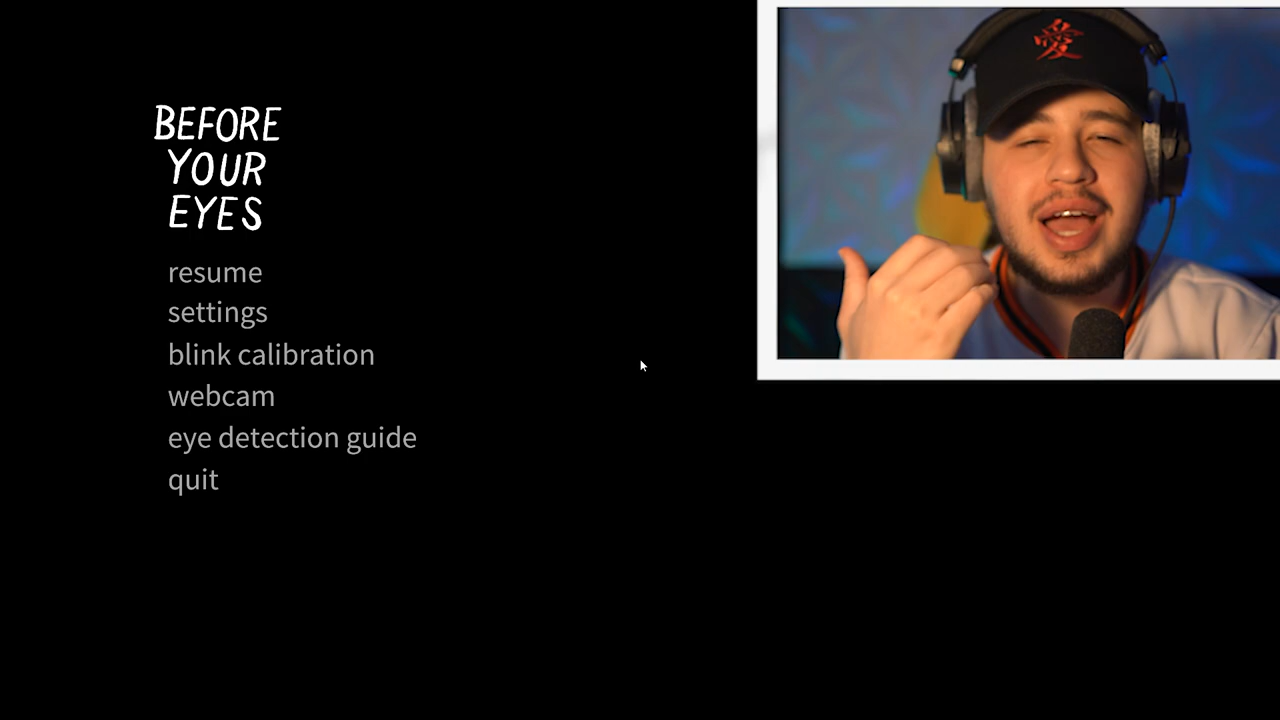 BEFORE
YOUR
EYES
resume
settings
blink calibration
webcam
eye detection guide
quit
愛